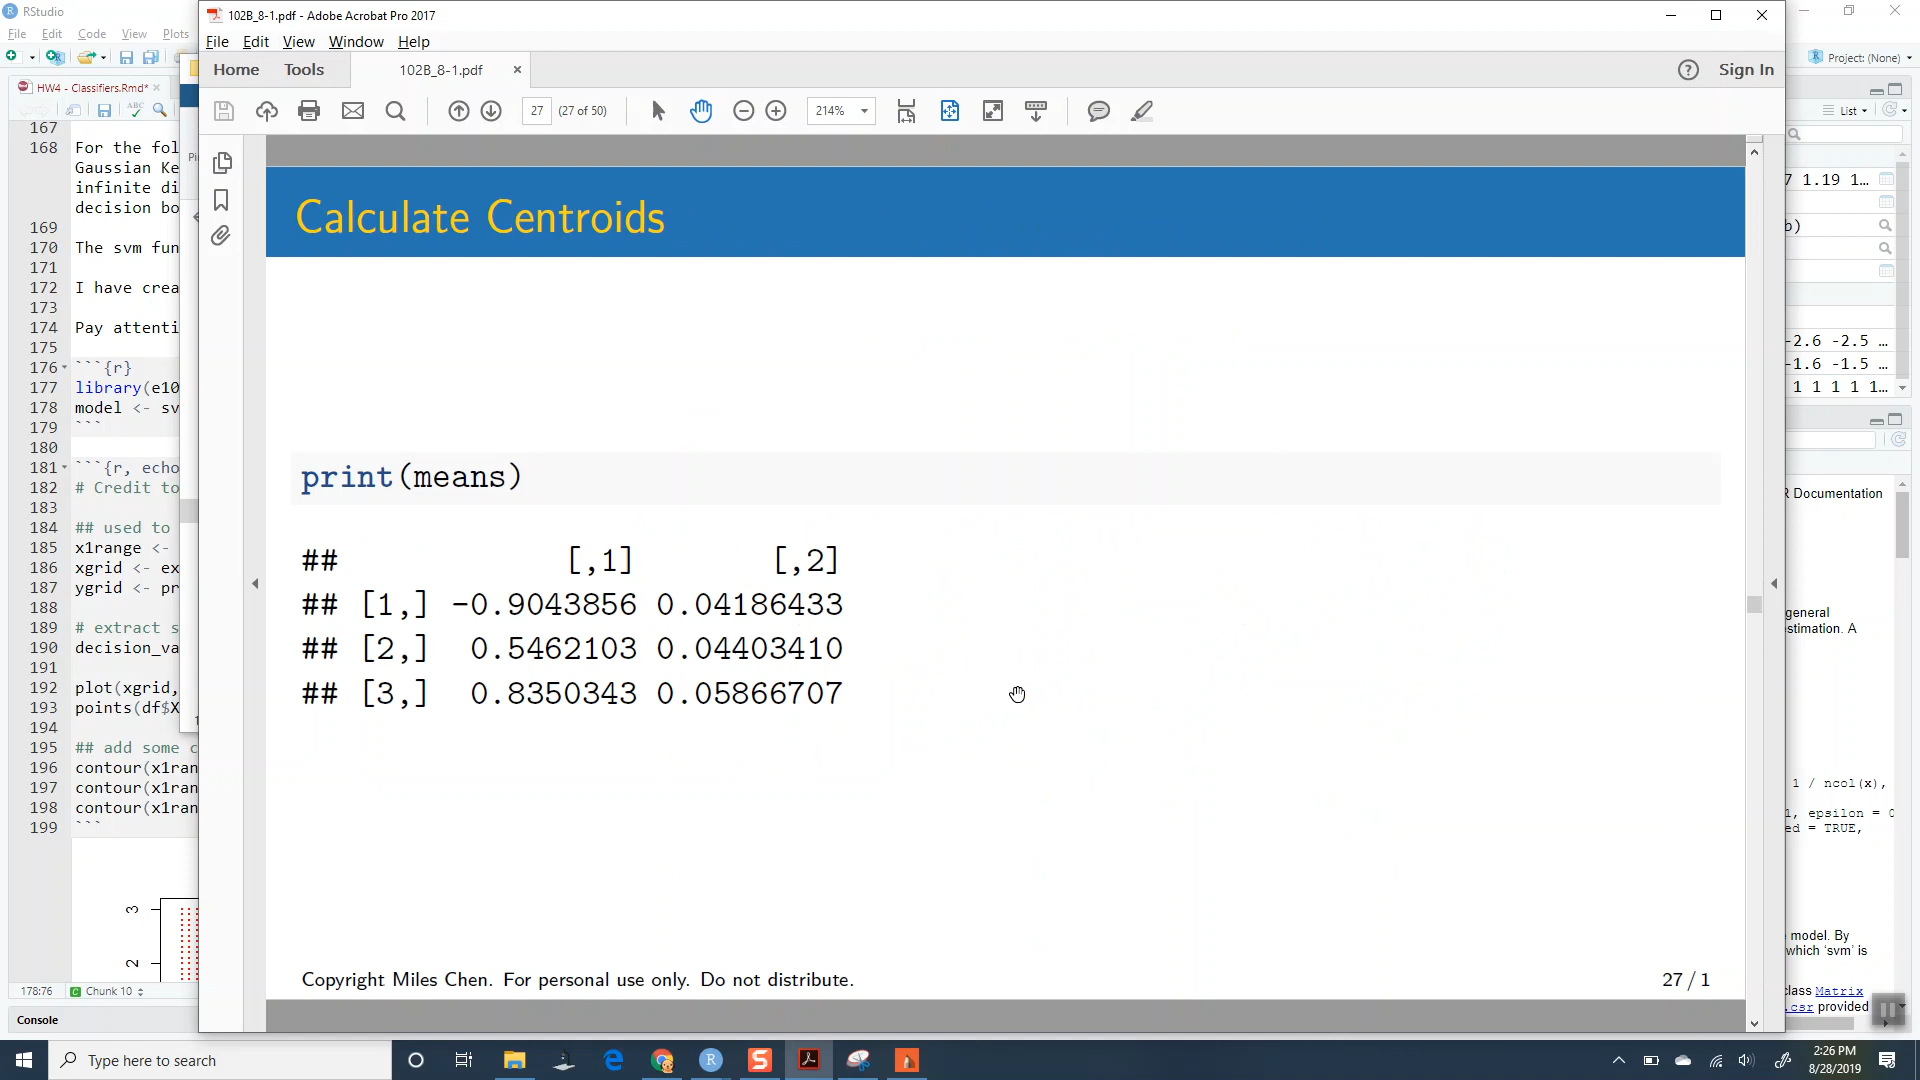 RStudio
File Edit Code View Plots
Project: (None)
HW4 - Classifiers.Rmd*
List
167
168 For the fol
Gaussian Ke
infinite di
decision bo
169
170 The svm fun
171
172 I have crea
173
174 Pay attenti
175
176 ```{r}
177 library(e10
178 model <- sv
179 ```
180
181 ```{r, echo
182 # Credit to
183
184 ## used to
185 x1range <-
186 xgrid <- ex
187 ygrid <- pr
188
189 # extract s
190 decision_va
191
192 plot(xgrid,
193 points(df$X
194
195 ## add some c
196 contour(x1ran
197 contour(x1ran
198 contour(x1ran
199 ```
3
2
178:76 Chunk 10
Console
102B_8-1.pdf - Adobe Acrobat Pro 2017
File Edit View Window Help
Home Tools 102B_8-1.pdf × Sign In
27 (27 of 50) 214%
Calculate Centroids
print(means)
## [,1] [,2]
## [1,] -0.9043856 0.04186433
## [2,] 0.5462103 0.04403410
## [3,] 0.8350343 0.05866707
Copyright Miles Chen. For personal use only. Do not distribute.
27 / 1
7 1.19 1…
b)
-2.6 -2.5 …
-1.6 -1.5 …
1 1 1 1 1…
R Documentation
general
estimation. A
1 / ncol(x),
1, epsilon = 0
ed = TRUE,
model. By
which 'svm' is
class Matrix
.csr provided
Type here to search
2:26 PM
8/28/2019